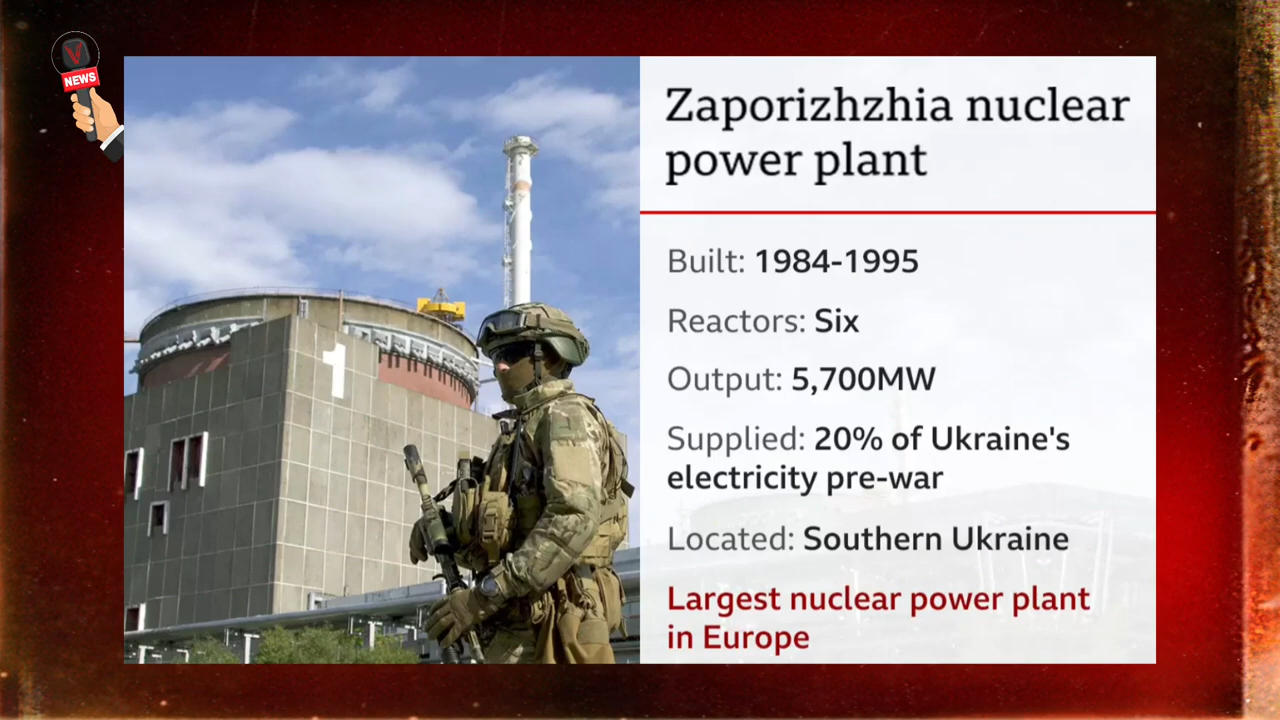 V
NEWS
1
Zaporizhzhia nuclear
power plant
Built: 1984-1995
Reactors: Six
Output: 5,700MW
Supplied: 20% of Ukraine's
electricity pre-war
Located: Southern Ukraine
Largest nuclear power plant
in Europe